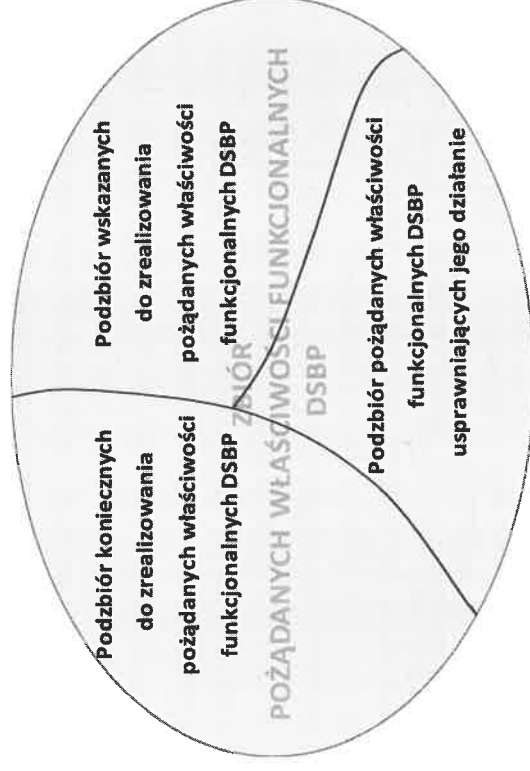 Podzbiór koniecznych
do zrealizowania
pożądanych właściwości
funkcjonalnych DSBP
Podzbiór wskazanych
do zrealizowania
pożądanych właściwości
funkcjonalnych DSBP
ZBIÓR
POŻĄDANYCH WŁAŚCIWOŚCI FUNKCJONALNYCH
DSBP
Podzbiór pożądanych właściwości
funkcjonalnych DSBP
usprawniających jego działanie